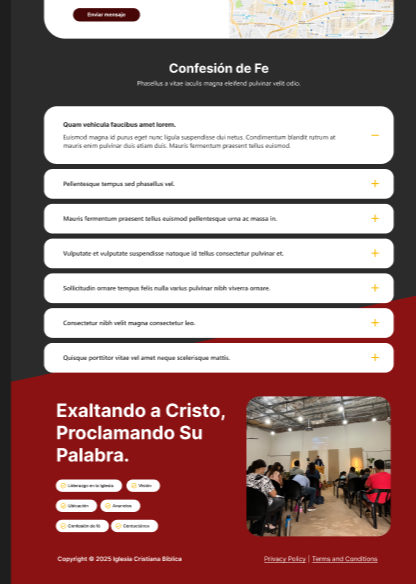 Enviar mensajo
Confesión de Fe
Phasellus a vitae iaculis magna eleifend pulvinar velit odio.
Quam vehicula faucibus amet lorem.
Euismod magna id purus eget nunc ligula suspendisse dui netus. Condimentum blandit rutrum at
mauris enim pulvinar duis etiam duis. Mauris fermentum praesent tellus euismod.
Pellentesque tempus sed phasellus vel.
Mauris fermentum praesent tellus euismod pellentesque urna ac massa in.
Vulputate et vulputate suspendisse natoque id tellus consectetur pulvinar et.
Sollicitudin ornare tempus felis nulla varius pulvinar nibh viverra ornare.
Consectetur nibh velit magna consectetur leo.
Quisque porttitor vitae vel amet neque scelerisque mattis.
Exaltando a Cristo,
Proclamando Su
Palabra.
Liderazgo en la Iglesia Visión
Ubicación Anuncios
Confesión de fé Contactános
Copyright © 2025 Iglesia Cristiana Bíblica Privacy Policy | Terms and Conditions